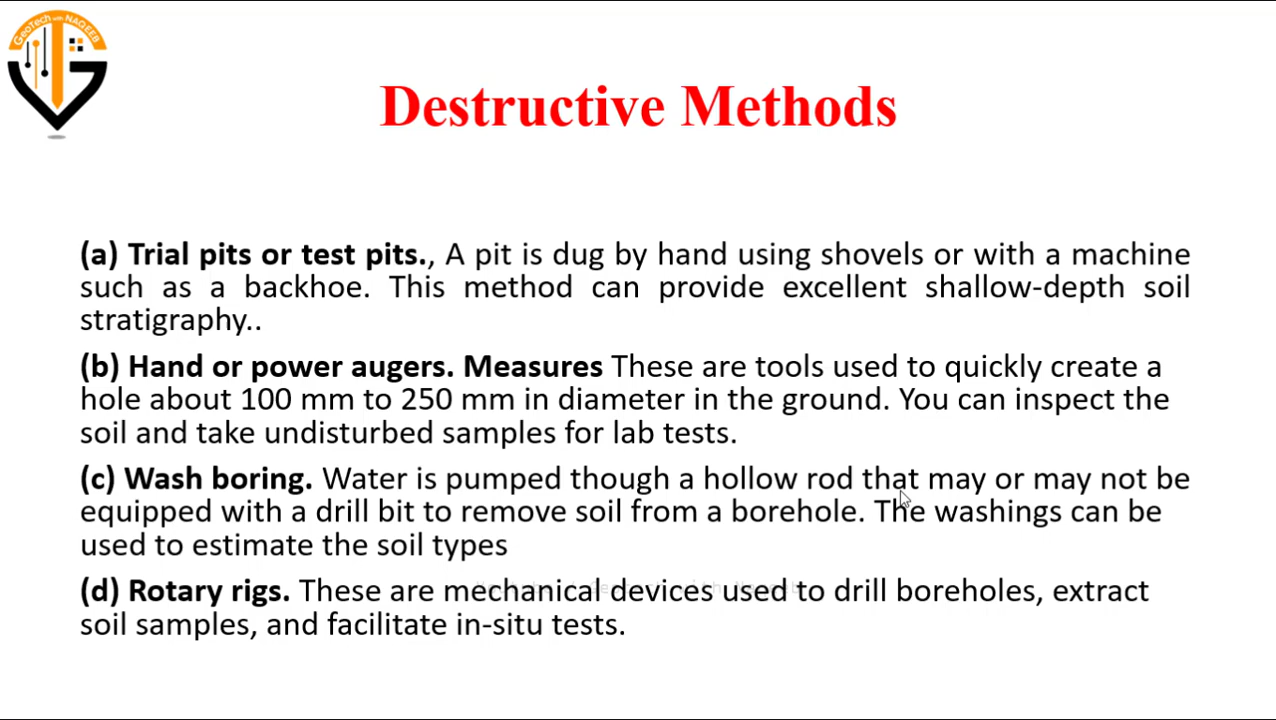 GeoTech with NAQEEB
Destructive Methods
(a) Trial pits or test pits., A pit is dug by hand using shovels or with a machine
such as a backhoe. This method can provide excellent shallow-depth soil
stratigraphy..
(b) Hand or power augers. Measures These are tools used to quickly create a
hole about 100 mm to 250 mm in diameter in the ground. You can inspect the
soil and take undisturbed samples for lab tests.
(c) Wash boring. Water is pumped though a hollow rod that may or may not be
equipped with a drill bit to remove soil from a borehole. The washings can be
used to estimate the soil types
(d) Rotary rigs. These are mechanical devices used to drill boreholes, extract
soil samples, and facilitate in-situ tests.